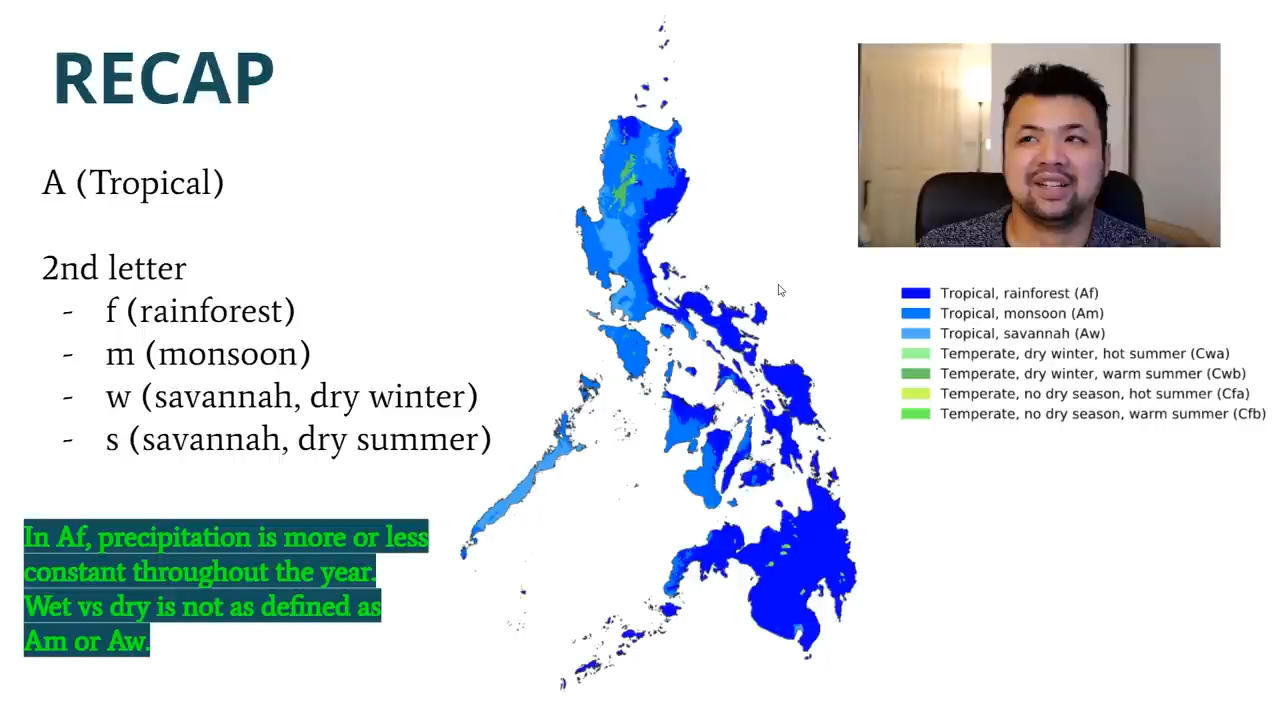 RECAP
A (Tropical)
2nd letter
- f (rainforest)
- m (monsoon)
- w (savannah, dry winter)
- s (savannah, dry summer)
In Af, precipitation is more or less
constant throughout the year.
Wet vs dry is not as defined as
Am or Aw.
Tropical, rainforest (Af)
Tropical, monsoon (Am)
Tropical, savannah (Aw)
Temperate, dry winter, hot summer (Cwa)
Temperate, dry winter, warm summer (Cwb)
Temperate, no dry season, hot summer (Cfa)
Temperate, no dry season, warm summer (Cfb)